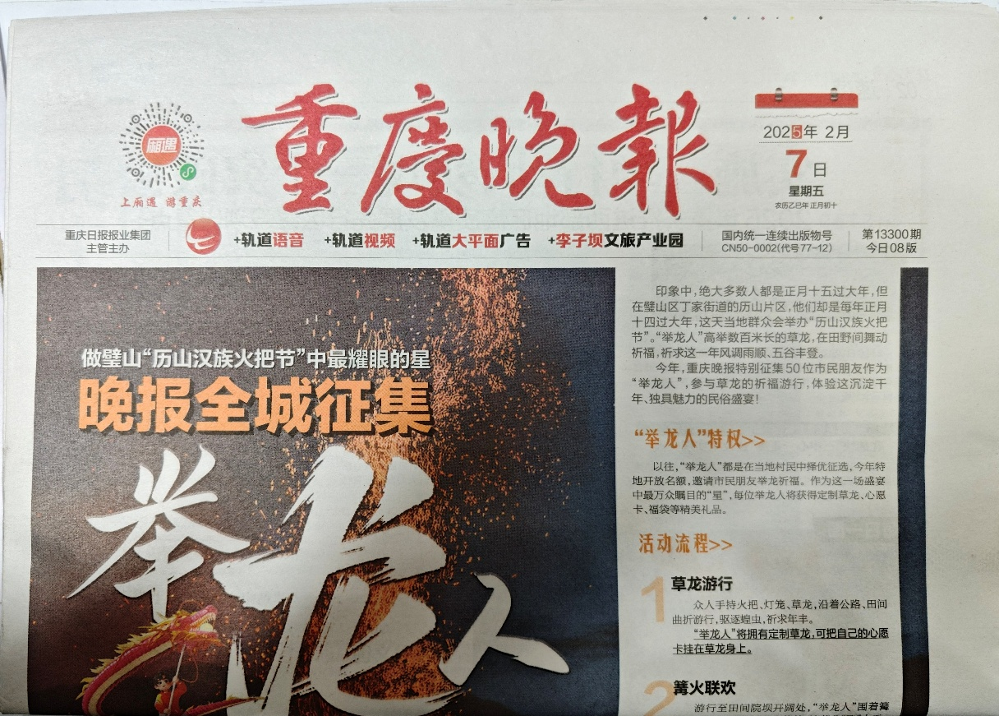 厢遇
上厢遇 游重庆
重慶晚報
2025年 2月
7日
星期五
农历乙巳年 正月初十
重庆日报报业集团
主管主办
+轨道语音 +轨道视频 +轨道大平面广告 +李子坝文旅产业园
国内统一连续出版物号
CN50-0002(代号77-12)
第13300期
今日08版
做璧山“历山汉族火把节”中最耀眼的星
晚报全城征集
举龙人
印象中,绝大多数人都是正月十五过大年,但
在璧山区丁家街道的历山片区,他们却是每年正月
十四过大年,这天当地群众会举办“历山汉族火把
节”。“举龙人”高举数百米长的草龙,在田野间舞动
祈福,祈求这一年风调雨顺、五谷丰登。
今年,重庆晚报特别征集50位市民朋友作为
“举龙人”,参与草龙的祈福游行,体验这沉淀千
年、独具魅力的民俗盛宴!
“举龙人”特权>>
以往,“举龙人”都是在当地村民中择优征选,今年特
地开放名额,邀请市民朋友举龙祈福。作为这一场盛宴
中最万众瞩目的“星”,每位举龙人将获得定制草龙、心愿
卡、福袋等精美礼品。
活动流程>>
1 草龙游行
众人手持火把、灯笼、草龙,沿着公路、田间
曲折游行,驱逐蝗虫,祈求年丰。
“举龙人”将拥有定制草龙,可把自己的心愿
卡挂在草龙身上。
2 篝火联欢
游行至田间院坝开阔处,“举龙人”围着篝